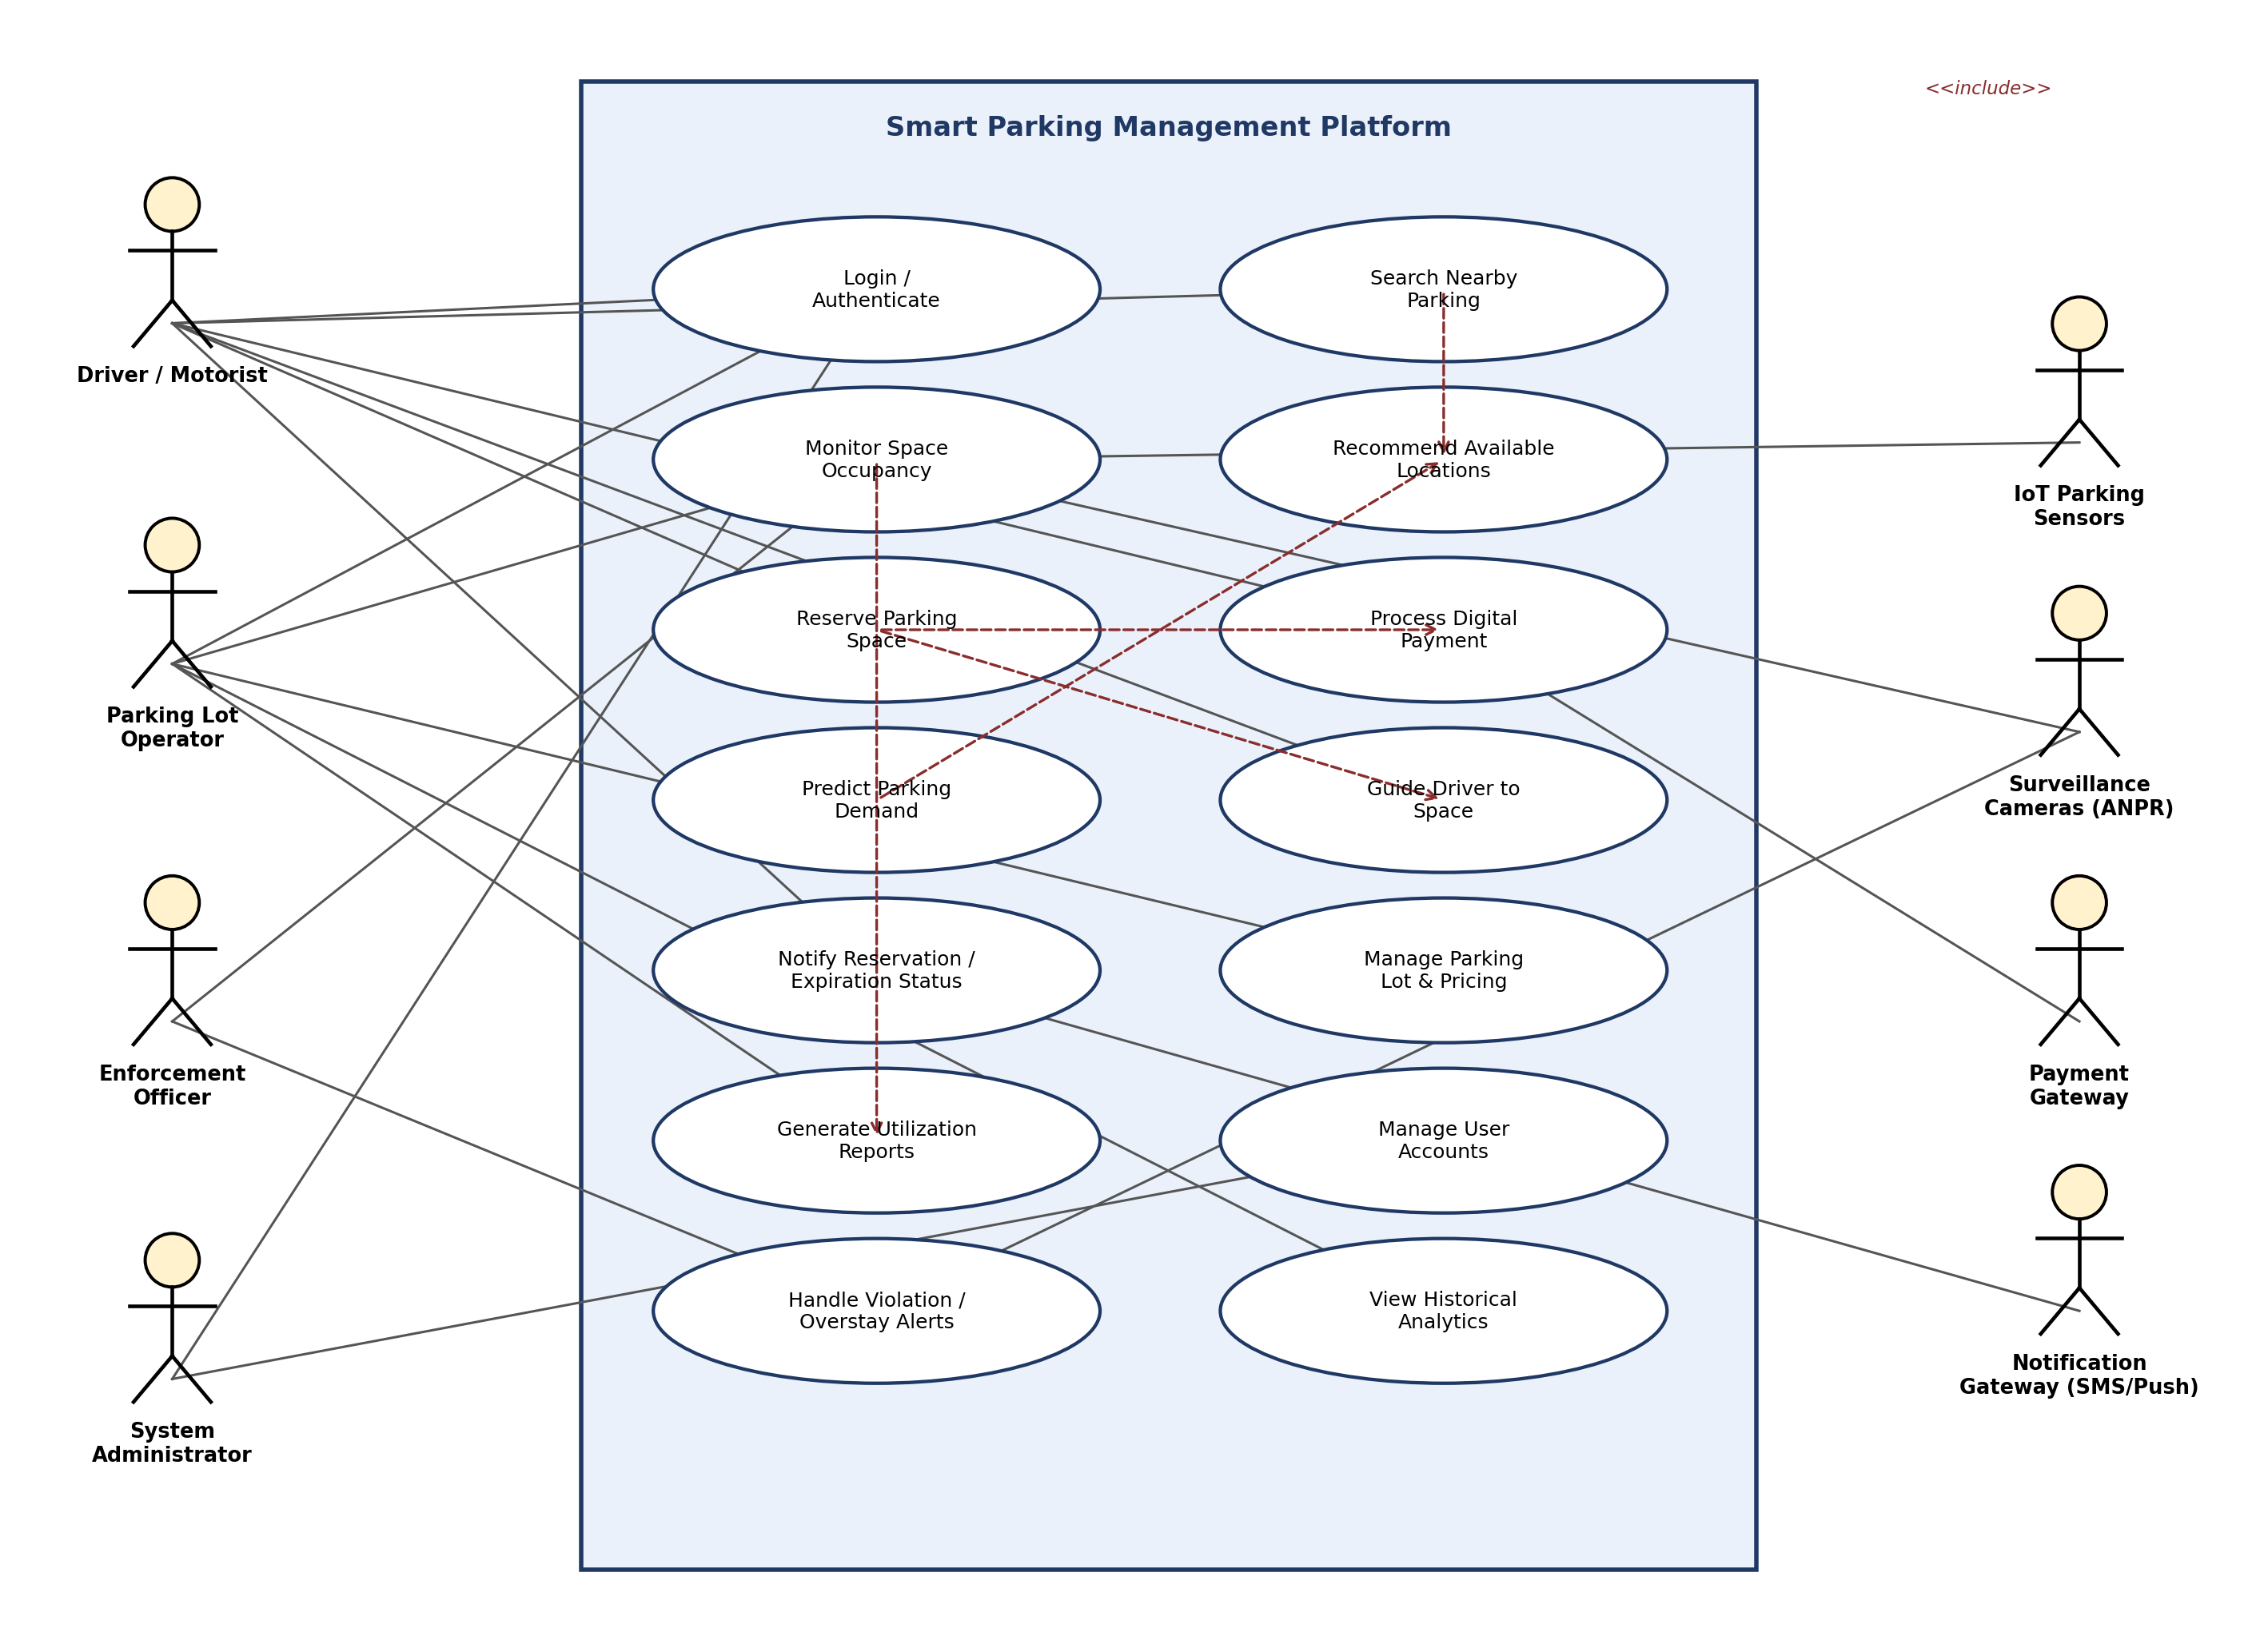 <<include>>
Smart Parking Management Platform
Driver / Motorist
Parking Lot
Operator
Enforcement
Officer
System
Administrator
Login /
Authenticate
Search Nearby
Parking
Monitor Space
Occupancy
Recommend Available
Locations
Reserve Parking
Space
Process Digital
Payment
Predict Parking
Demand
Guide Driver to
Space
Notify Reservation /
Expiration Status
Manage Parking
Lot & Pricing
Generate Utilization
Reports
Manage User
Accounts
Handle Violation /
Overstay Alerts
View Historical
Analytics
IoT Parking
Sensors
Surveillance
Cameras (ANPR)
Payment
Gateway
Notification
Gateway (SMS/Push)